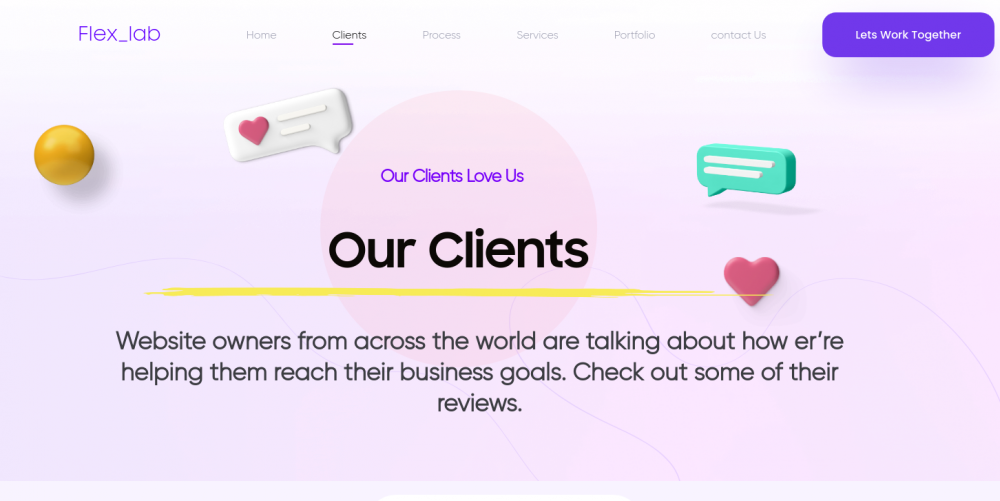 Flex_lab
Home
Clients
Process
Services
Portfolio
contact Us
Lets Work Together
Our Clients Love Us
Our Clients
Website owners from across the world are talking about how er’re
helping them reach their business goals. Check out some of their
reviews.